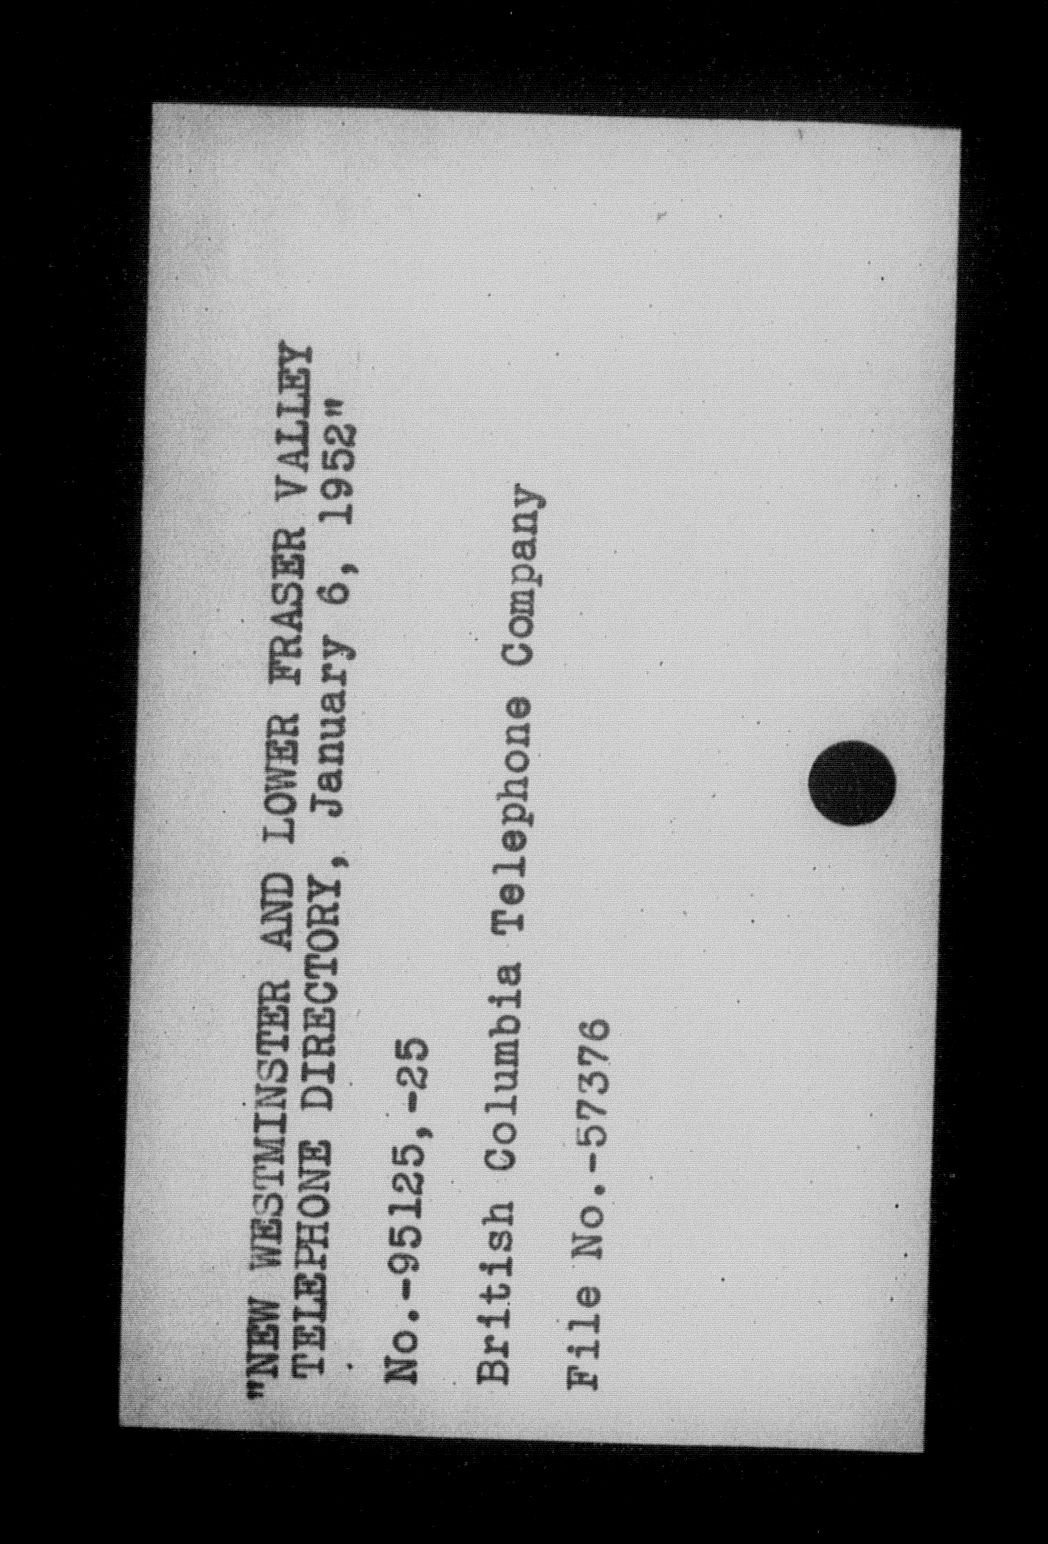 "NEW WESTMINSTER AND LOWER FRASER VALLEY
TELEPHONE DIRECTORY, January 6, 1952"
No.-95125,-25
British Columbia Telephone Company
File No.-57376